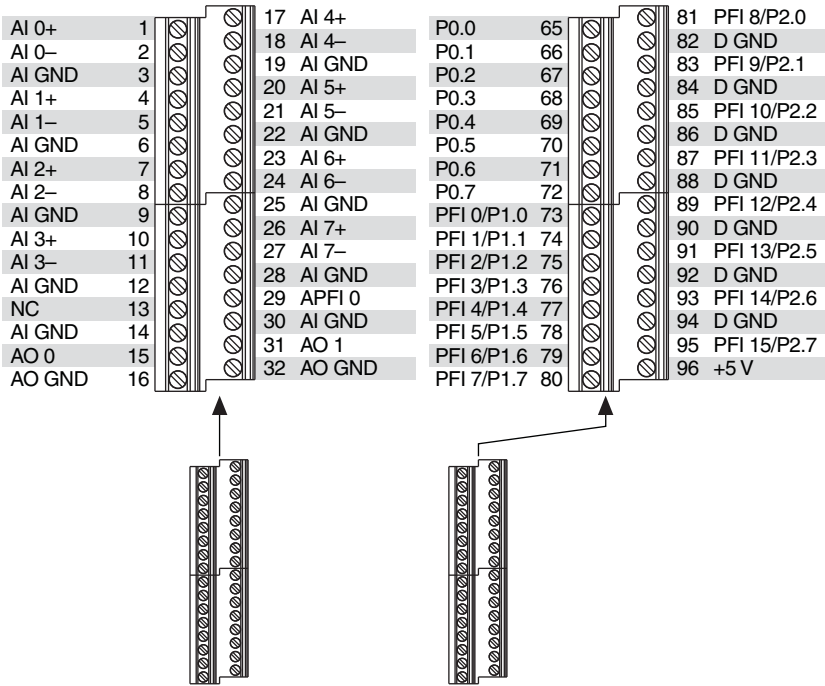 AI 0+ 1
AI 0– 2
AI GND 3
AI 1+ 4
AI 1– 5
AI GND 6
AI 2+ 7
AI 2– 8
AI GND 9
AI 3+ 10
AI 3– 11
AI GND 12
NC 13
AI GND 14
AO 0 15
AO GND 16
17 AI 4+
18 AI 4–
19 AI GND
20 AI 5+
21 AI 5–
22 AI GND
23 AI 6+
24 AI 6–
25 AI GND
26 AI 7+
27 AI 7–
28 AI GND
29 APFI 0
30 AI GND
31 AO 1
32 AO GND
P0.0 65
P0.1 66
P0.2 67
P0.3 68
P0.4 69
P0.5 70
P0.6 71
P0.7 72
PFI 0/P1.0 73
PFI 1/P1.1 74
PFI 2/P1.2 75
PFI 3/P1.3 76
PFI 4/P1.4 77
PFI 5/P1.5 78
PFI 6/P1.6 79
PFI 7/P1.7 80
81 PFI 8/P2.0
82 D GND
83 PFI 9/P2.1
84 D GND
85 PFI 10/P2.2
86 D GND
87 PFI 11/P2.3
88 D GND
89 PFI 12/P2.4
90 D GND
91 PFI 13/P2.5
92 D GND
93 PFI 14/P2.6
94 D GND
95 PFI 15/P2.7
96 +5 V